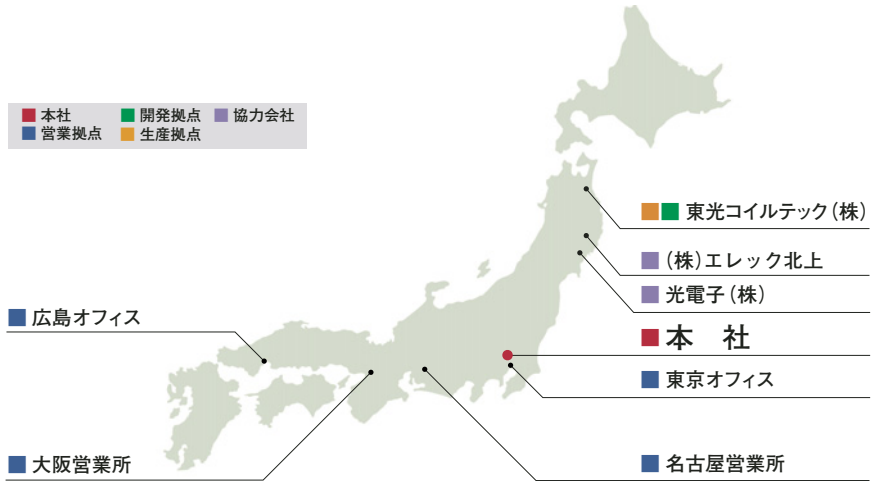 本社 開発拠点 協力会社
営業拠点 生産拠点
東光コイルテック(株)
(株)エレック北上
光電子(株)
広島オフィス
本 社
東京オフィス
大阪営業所
名古屋営業所